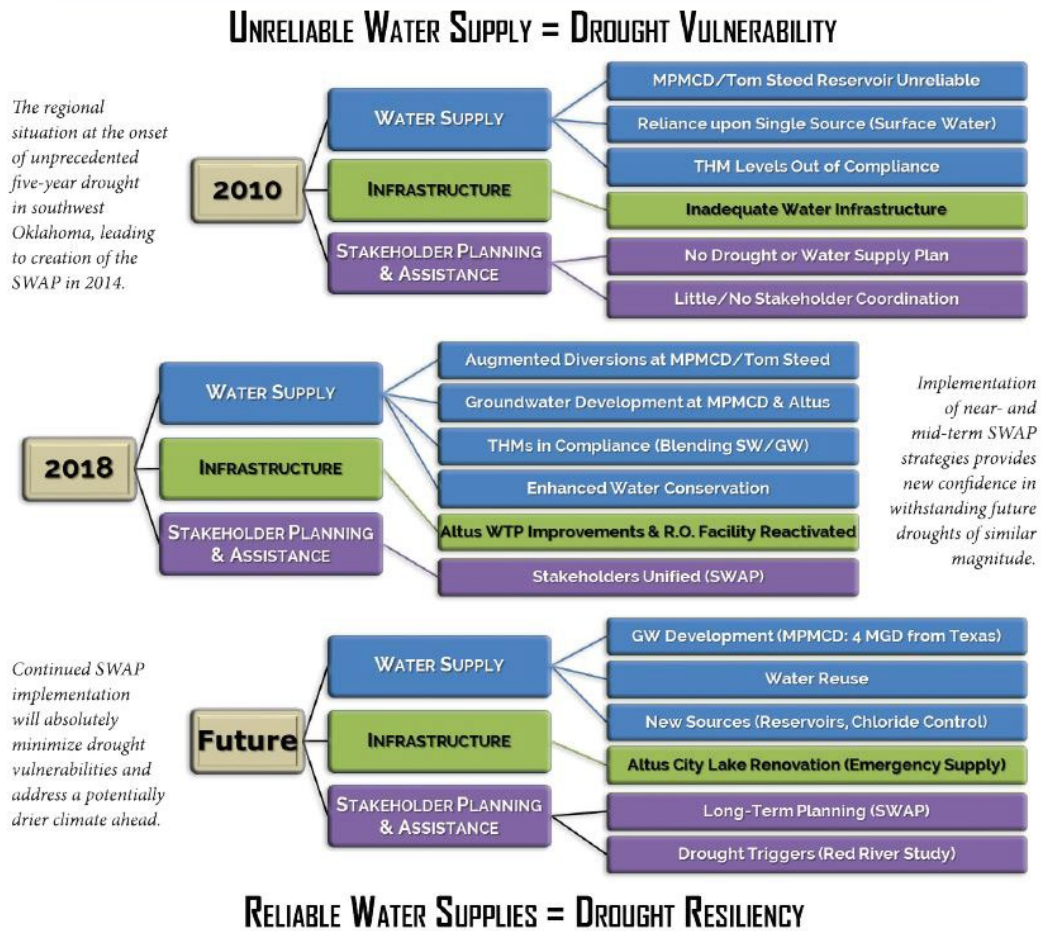 UNRELIABLE WATER SUPPLY = DROUGHT VULNERABILITY
The regional
situation at the onset
of unprecedented
five-year drought
in southwest
Oklahoma, leading
to creation of the
SWAP in 2014.
2010
WATER SUPPLY
MPMCD/Tom Steed Reservoir Unreliable
Reliance upon Single Source (Surface Water)
THM Levels Out of Compliance
INFRASTRUCTURE
Inadequate Water Infrastructure
STAKEHOLDER PLANNING
& ASSISTANCE
No Drought or Water Supply Plan
Little/No Stakeholder Coordination
2018
WATER SUPPLY
Augmented Diversions at MPMCD/Tom Steed
Groundwater Development at MPMCD & Altus
THMs in Compliance (Blending SW/GW)
Enhanced Water Conservation
INFRASTRUCTURE
Altus WTP Improvements & R.O. Facility Reactivated
STAKEHOLDER PLANNING
& ASSISTANCE
Stakeholders Unified (SWAP)
Implementation
of near- and
mid-term SWAP
strategies provides
new confidence in
withstanding future
droughts of similar
magnitude.
Continued SWAP
implementation
will absolutely
minimize drought
vulnerabilities and
address a potentially
drier climate ahead.
Future
WATER SUPPLY
GW Development (MPMCD: 4 MGD from Texas)
Water Reuse
New Sources (Reservoirs, Chloride Control)
INFRASTRUCTURE
Altus City Lake Renovation (Emergency Supply)
STAKEHOLDER PLANNING
& ASSISTANCE
Long-Term Planning (SWAP)
Drought Triggers (Red River Study)
RELIABLE WATER SUPPLIES = DROUGHT RESILIENCY